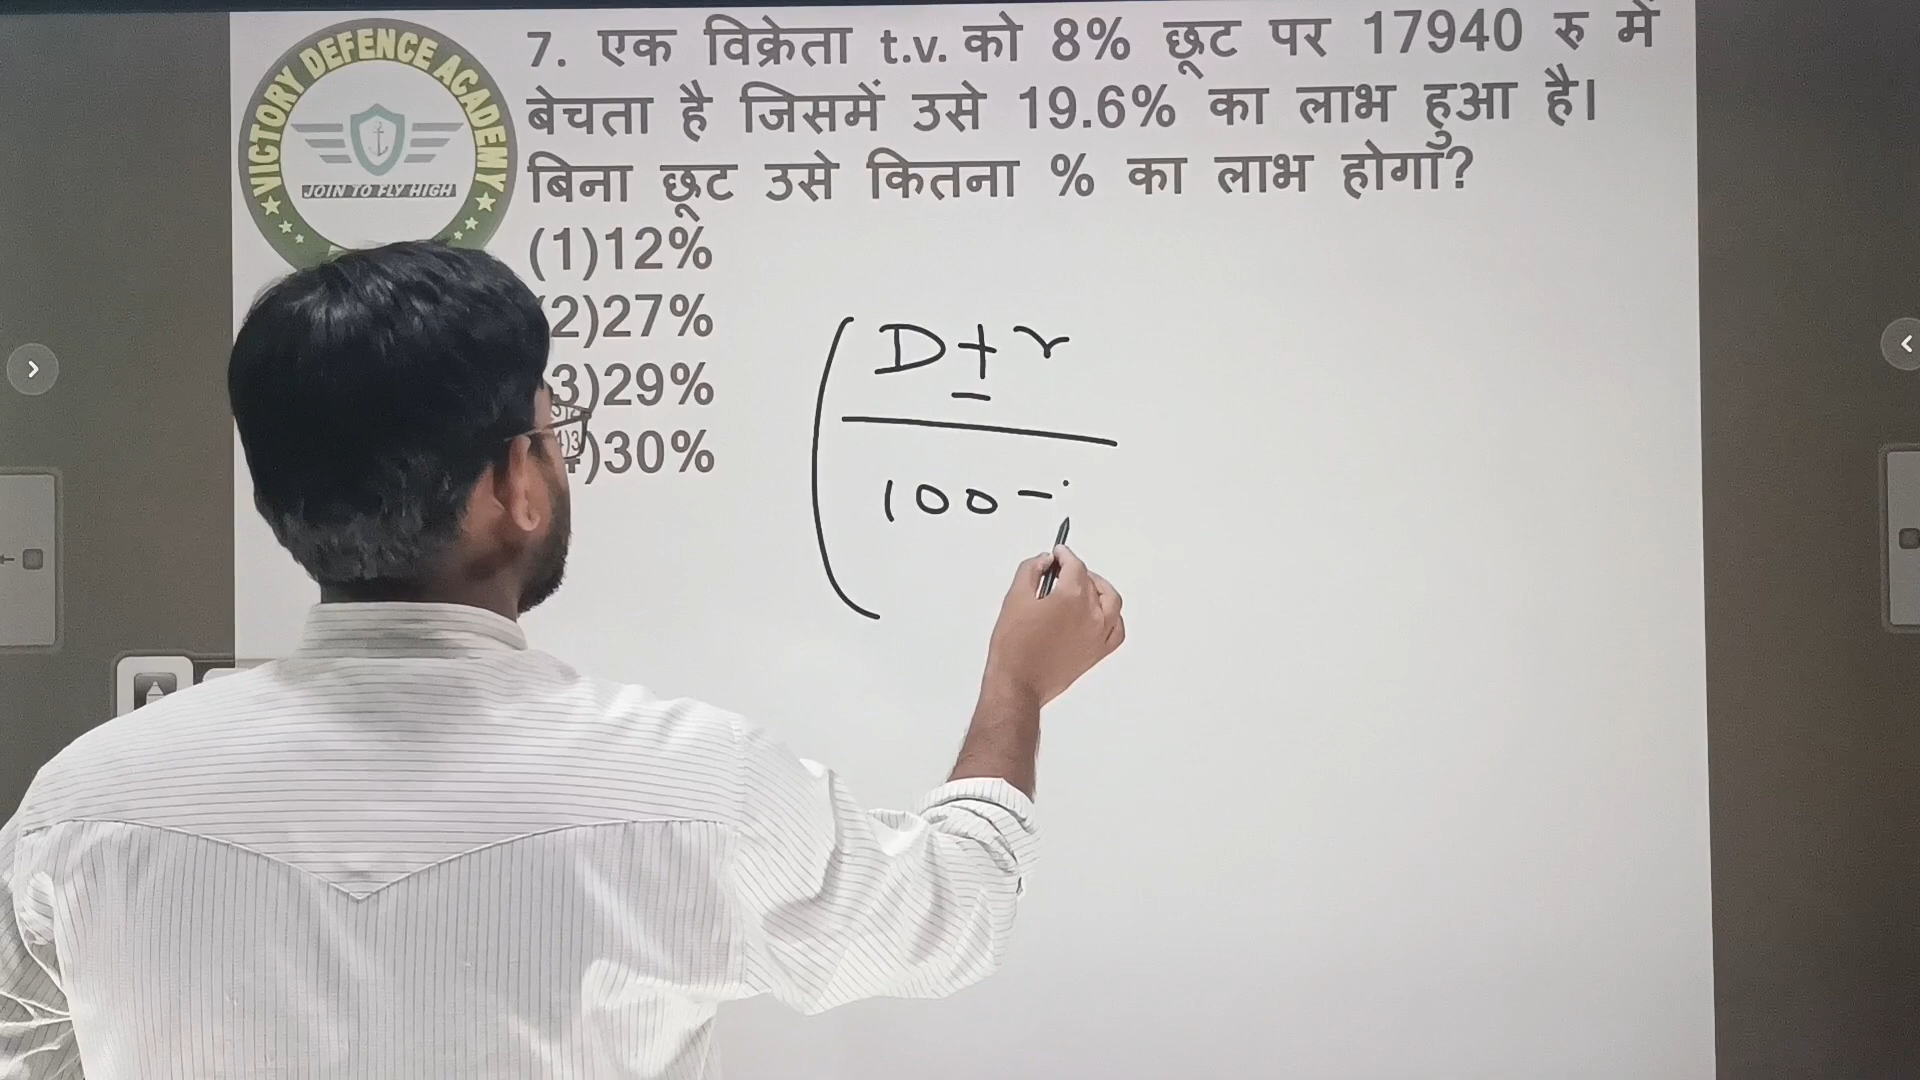 VICTORY DEFENCE ACADEMY
JOIN TO FLY HIGH
7. एक विक्रेता t.v. को 8% छूट पर 17940 रु में
बेचता है जिसमें उसे 19.6% का लाभ हुआ है।
बिना छूट उसे कितना % का लाभ होगा?
(1)12%
2)27%
3)29%
)30%
D ± r
100 -